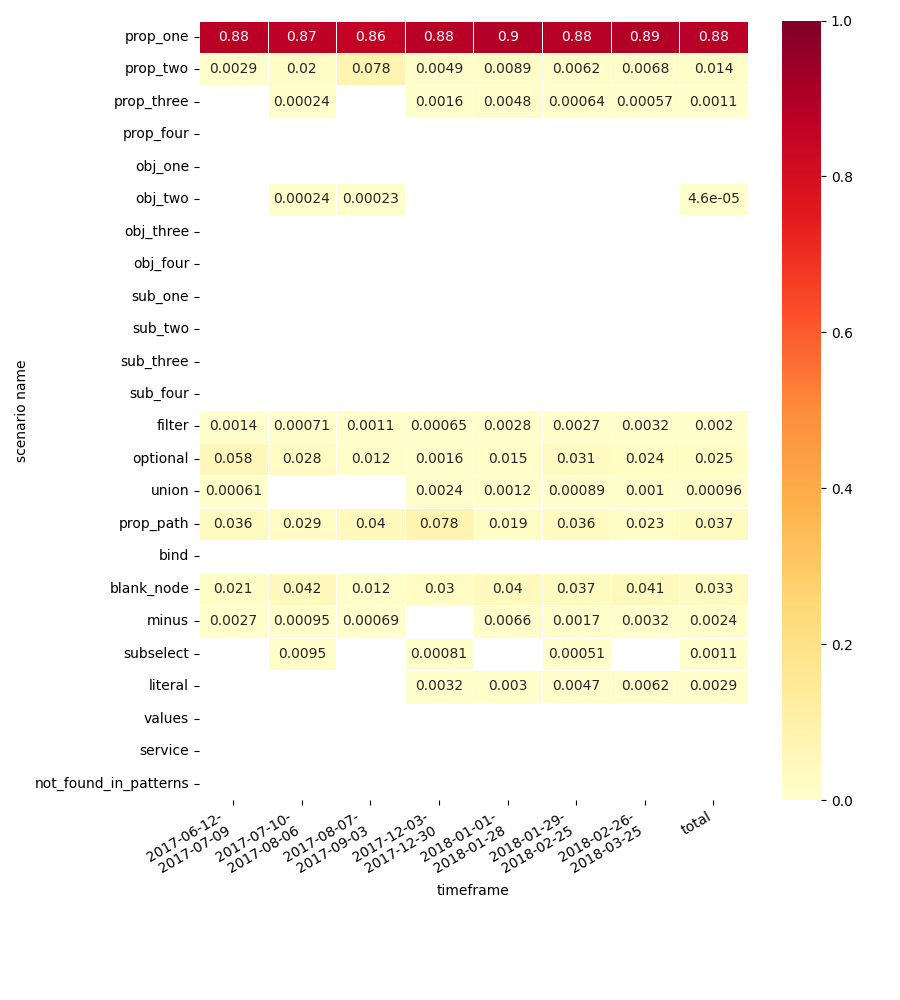 prop_one 0.88 0.87 0.86 0.88 0.9 0.88 0.89 0.88
prop_two 0.0029 0.02 0.078 0.0049 0.0089 0.0062 0.0068 0.014
prop_three 0.00024 0.0016 0.0048 0.00064 0.00057 0.0011
prop_four
obj_one
obj_two 0.00024 0.00023 4.6e-05
obj_three
obj_four
sub_one
sub_two
sub_three
sub_four
filter 0.0014 0.00071 0.0011 0.00065 0.0028 0.0027 0.0032 0.002
optional 0.058 0.028 0.012 0.0016 0.015 0.031 0.024 0.025
union 0.00061 0.0024 0.0012 0.00089 0.001 0.00096
prop_path 0.036 0.029 0.04 0.078 0.019 0.036 0.023 0.037
bind
blank_node 0.021 0.042 0.012 0.03 0.04 0.037 0.041 0.033
minus 0.0027 0.00095 0.00069 0.0066 0.0017 0.0032 0.0024
subselect 0.0095 0.00081 0.00051 0.0011
literal 0.0032 0.003 0.0047 0.0062 0.0029
values
service
not_found_in_patterns
scenario name
2017-06-12-
2017-07-09
2017-07-10-
2017-08-06
2017-08-07-
2017-09-03
2017-12-03-
2017-12-30
2018-01-01-
2018-01-28
2018-01-29-
2018-02-25
2018-02-26-
2018-03-25
total
timeframe
1.0
0.8
0.6
0.4
0.2
0.0